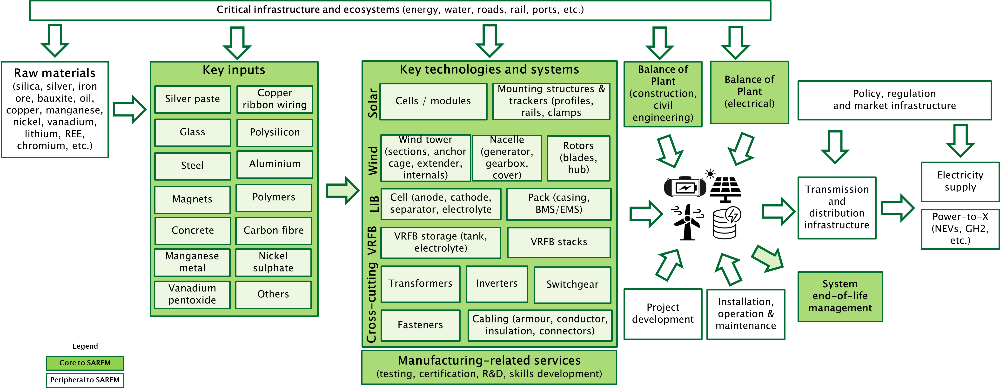 Critical infrastructure and ecosystems (energy, water, roads, rail, ports, etc.)
Raw materials
(silica, silver, iron
ore, bauxite, oil,
copper, manganese,
nickel, vanadium,
lithium, REE,
chromium, etc.)
Key inputs
Silver paste
Copper
ribbon wiring
Glass
Polysilicon
Steel
Aluminium
Magnets
Polymers
Concrete
Carbon fibre
Manganese
metal
Nickel
sulphate
Vanadium
pentoxide
Others
Key technologies and systems
Solar
Cells / modules
Mounting structures &
trackers (profiles,
rails, clamps
Wind
Wind tower
(sections, anchor
cage, extender,
internals)
Nacelle
(generator,
gearbox,
cover)
Rotors
(blades,
hub)
LIB
Cell (anode, cathode,
separator, electrolyte
Pack (casing,
BMS/EMS)
VRFB
VRFB storage (tank,
electrolyte)
VRFB stacks
Cross-cutting
Transformers
Inverters
Switchgear
Fasteners
Cabling (armour, conductor,
insulation, connectors)
Manufacturing-related services
(testing, certification, R&D, skills development)
Balance of
Plant
(construction,
civil
engineering)
Balance of
Plant
(electrical)
Policy, regulation
and market infrastructure
Transmission
and
distribution
infrastructure
Electricity
supply
Power-to-X
(NEVs, GH2,
etc.)
Project
development
Installation,
operation &
maintenance
System
end-of-life
management
Legend
Core to SAREM
Peripheral to SAREM